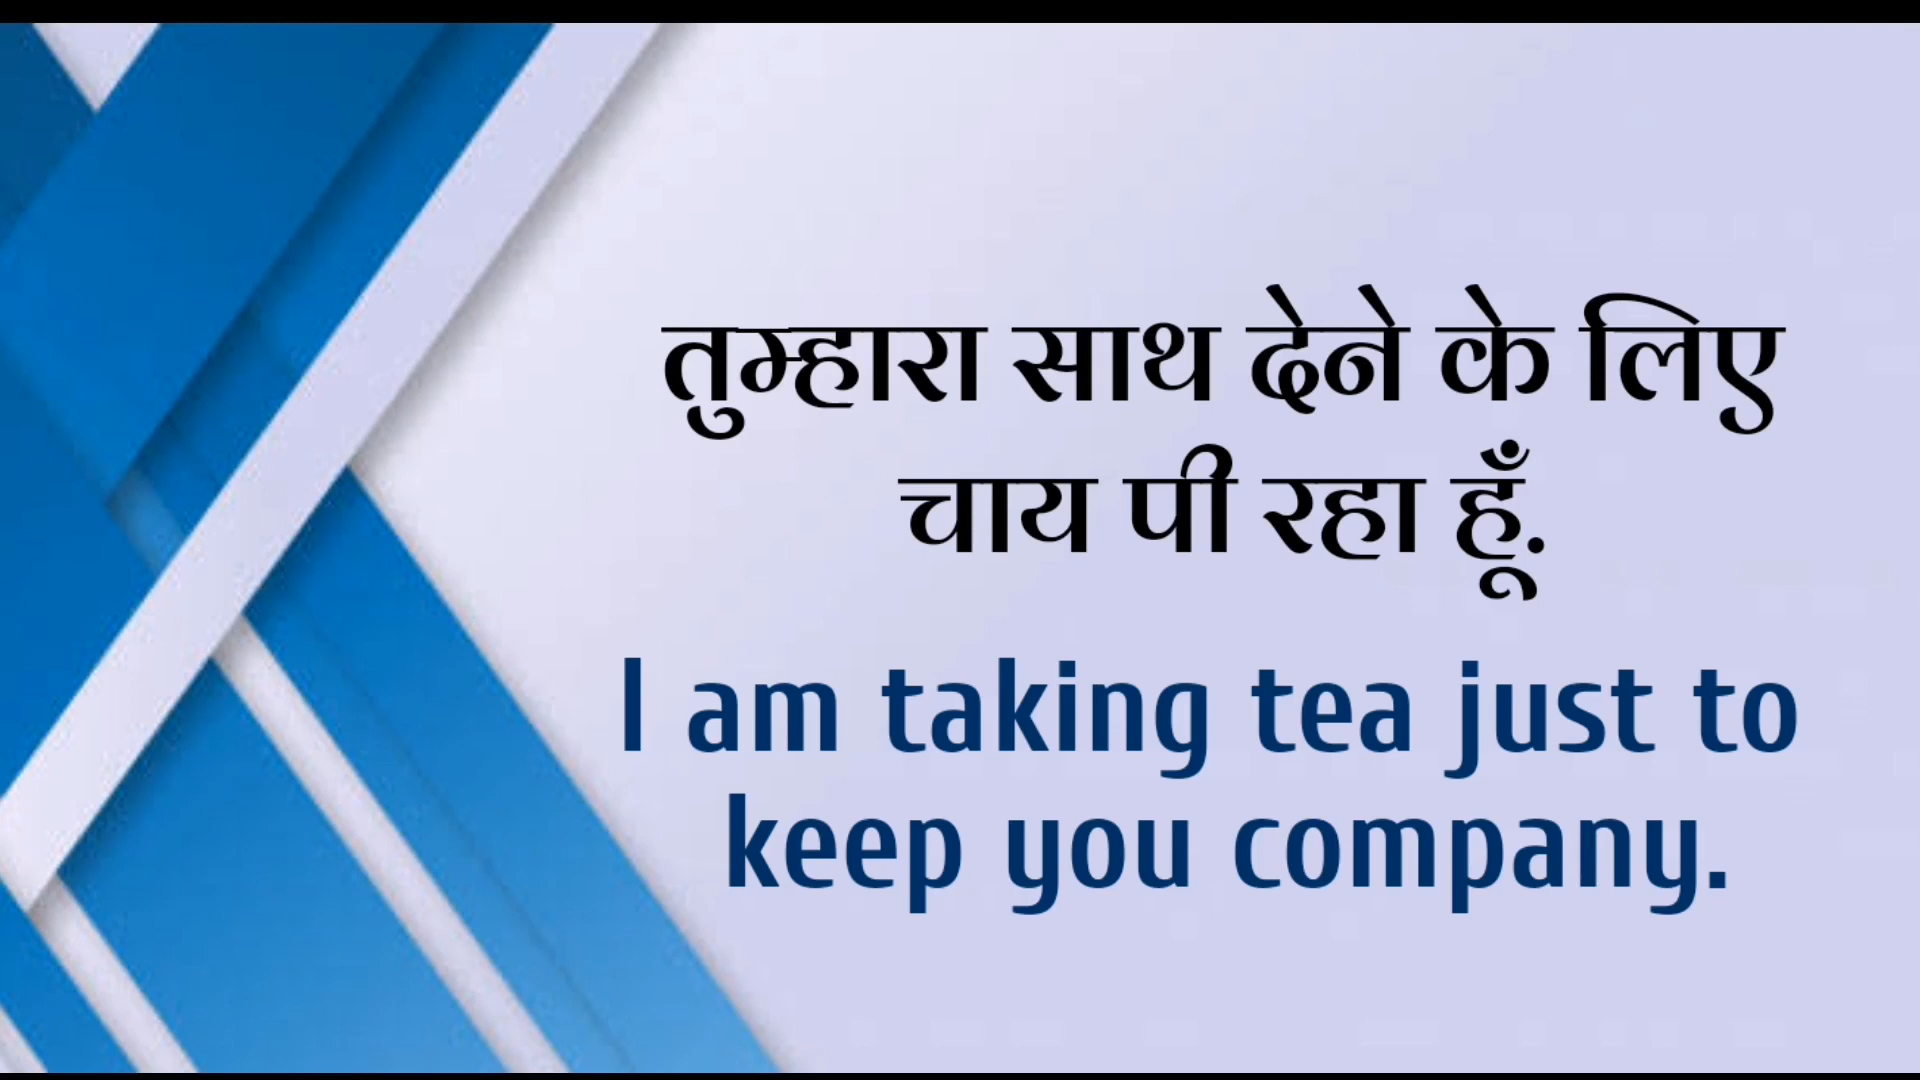 तुम्हारा साथ देने के लिए
चाय पी रहा हूँ.
I am taking tea just to
keep you company.